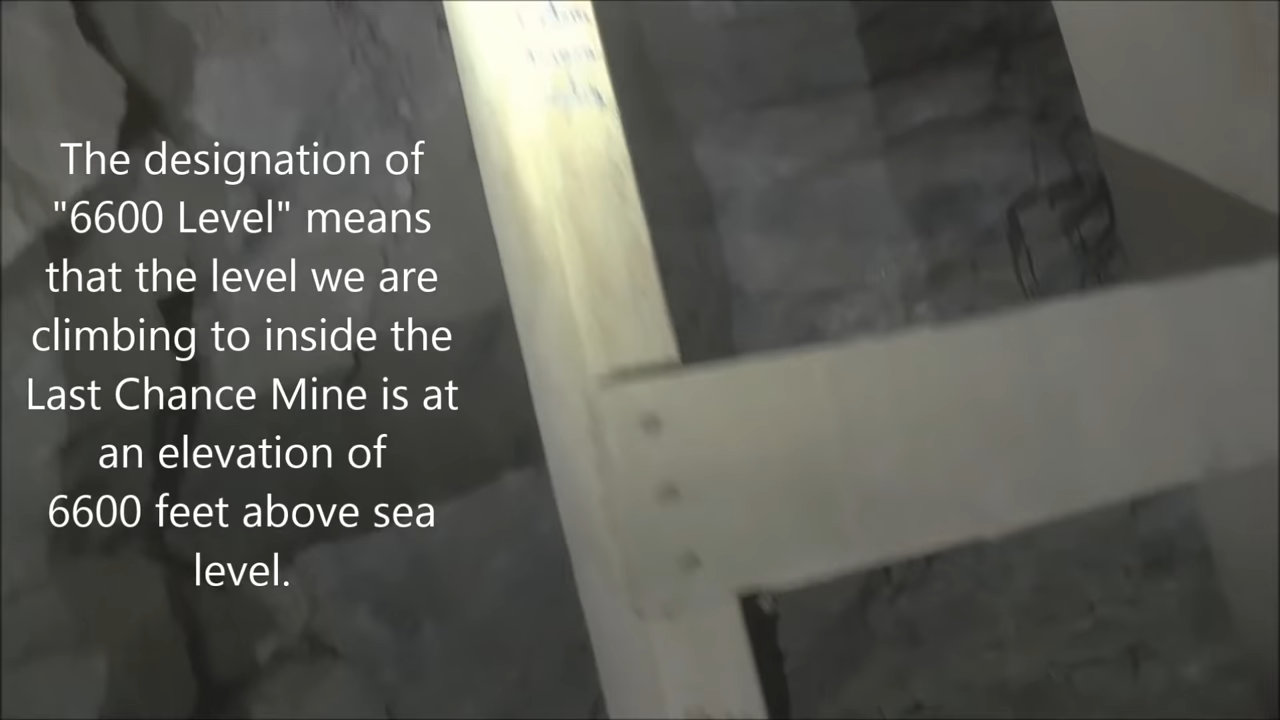 The designation of
"6600 Level" means
that the level we are
climbing to inside the
Last Chance Mine is at
an elevation of
6600 feet above sea
level.